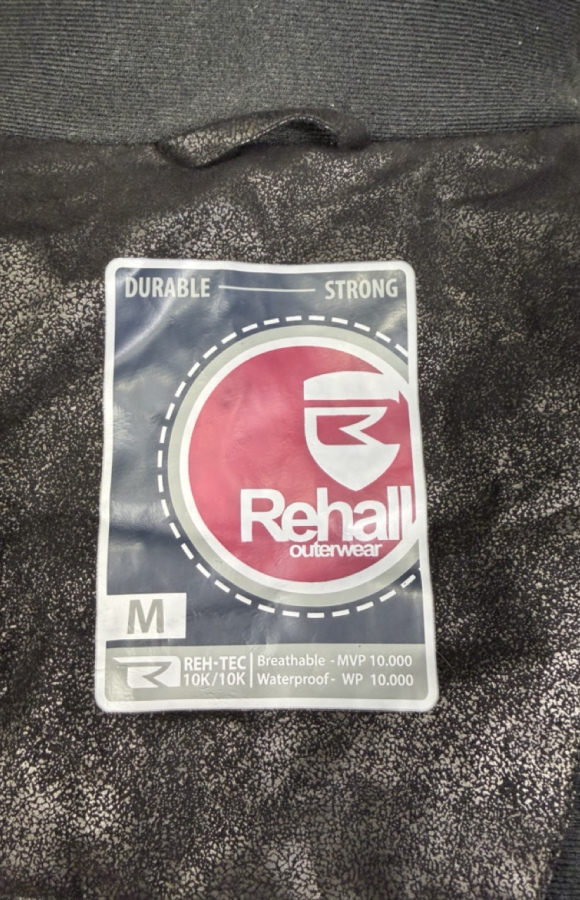 DURABLE STRONG
Rehall
outerwear
M
REH-TEC
10K/10K
Breathable - MVP 10.000
Waterproof - WP 10.000